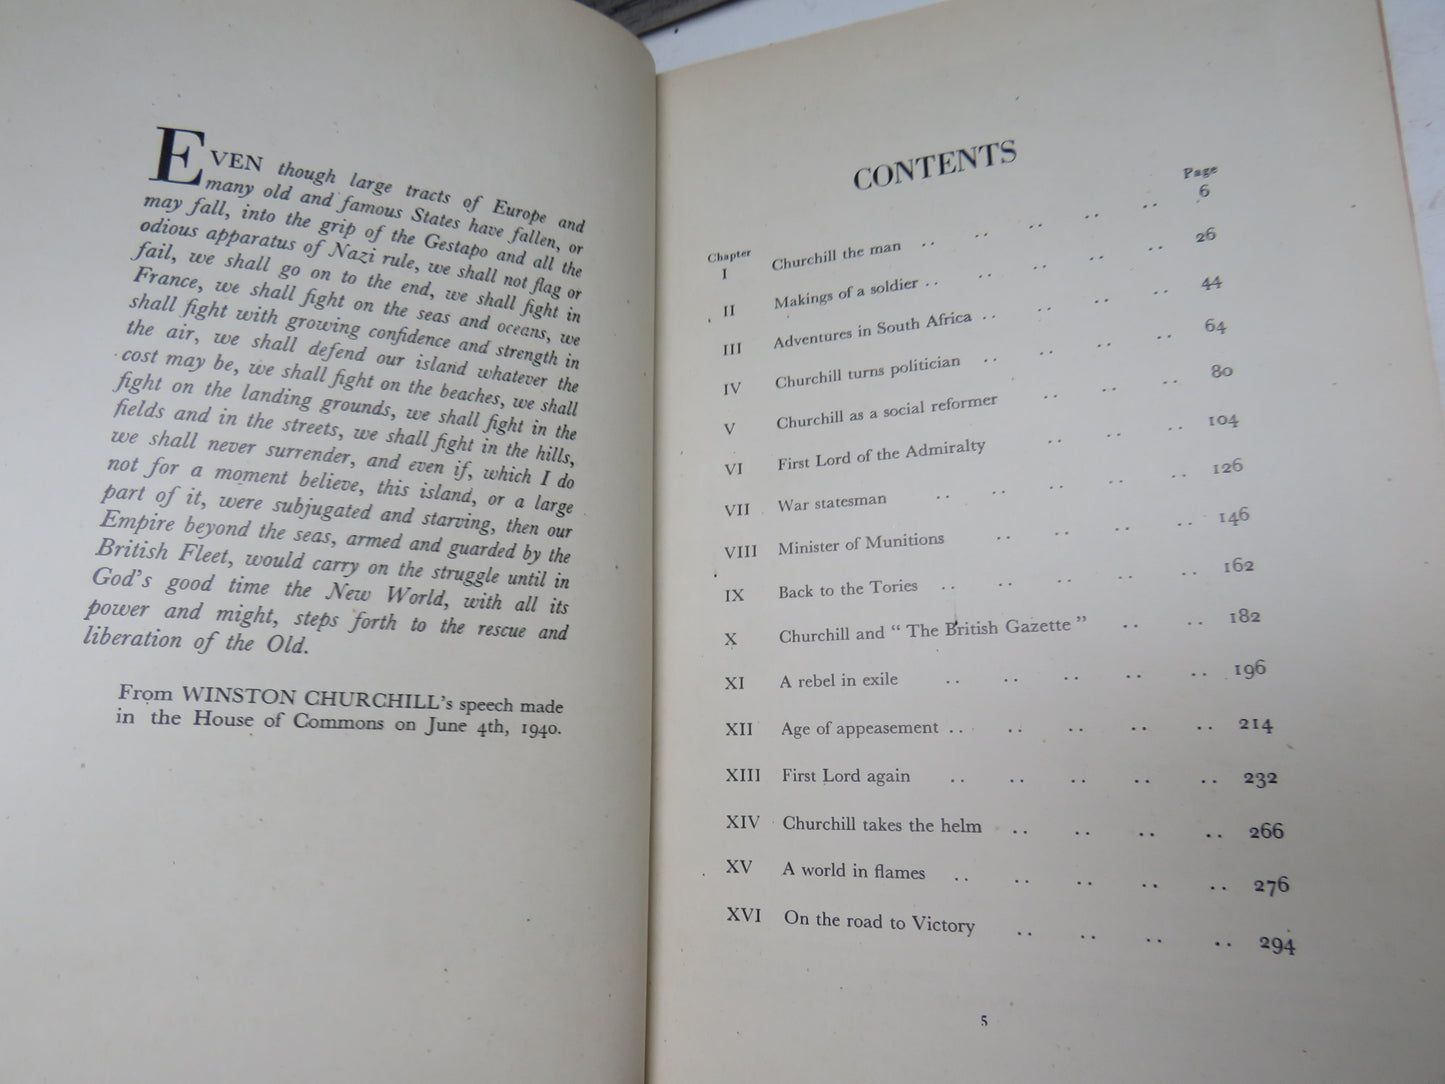 EVEN though large tracts of Europe and
many old and famous States have fallen, or
may fall, into the grip of the Gestapo and all the
odious apparatus of Nazi rule, we shall not flag or
fail, we shall go on to the end, we shall fight in
France, we shall fight on the seas and oceans, we
shall fight with growing confidence and strength in
the air, we shall defend our island whatever the
cost may be, we shall fight on the beaches, we shall
fight on the landing grounds, we shall fight in the
fields and in the streets, we shall fight in the hills,
we shall never surrender, and even if, which I do
not for a moment believe, this island, or a large
part of it, were subjugated and starving, then our
Empire beyond the seas, armed and guarded by the
British Fleet, would carry on the struggle until in
God's good time the New World, with all its
power and might, steps forth to the rescue and
liberation of the Old.
From WINSTON CHURCHILL's speech made
in the House of Commons on June 4th, 1940.
CONTENTS
Chapter Page
I Churchill the man .. .. .. .. .. 6
II Makings of a soldier .. .. .. .. .. 26
III Adventures in South Africa .. .. .. .. 44
IV Churchill turns politician .. .. .. .. 64
V Churchill as a social reformer .. .. .. 80
VI First Lord of the Admiralty .. .. .. 104
VII War statesman .. .. .. .. .. 126
VIII Minister of Munitions .. .. .. .. 146
IX Back to the Tories .. .. .. .. .. 162
X Churchill and “ The British Gazette ” .. .. 182
XI A rebel in exile .. .. .. .. .. 196
XII Age of appeasement .. .. .. .. .. 214
XIII First Lord again .. .. .. .. .. 232
XIV Churchill takes the helm .. .. .. .. 266
XV A world in flames .. .. .. .. .. 276
XVI On the road to Victory .. .. .. .. 294
5